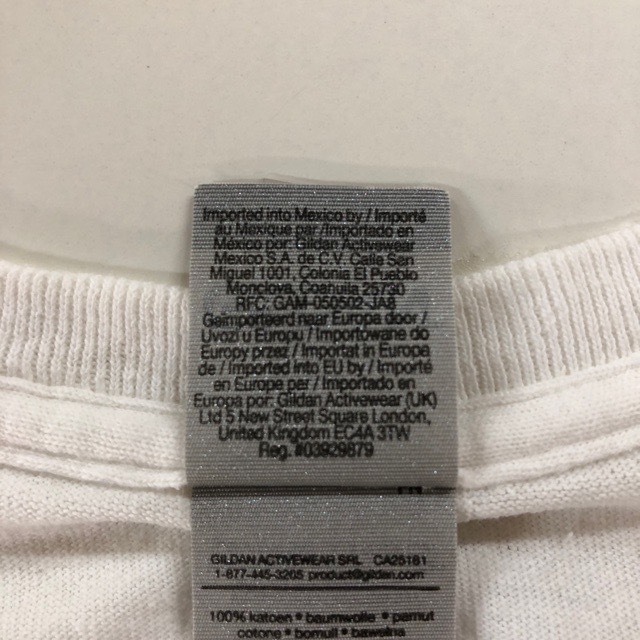 Imported into Mexico by / Importé
au Mexique par / Importado en
México por: Gildan Activewear
Mexico S.A. de C.V. Calle San
Miguel 1001, Colonia El Pueblo
Monclova, Coahuila 25730
RFC: GAM-050502-JA8
Geïmporteerd naar Europa door /
Uvozi u Europu / Importowane do
Europy przez / Importat in Europa
de / Imported into EU by / Importé
en Europe par / Importado en
Europa por: Gildan Activewear (UK)
Ltd 5 New Street Square London,
United Kingdom EC4A 3TW
Reg. #03929879
GILDAN ACTIVEWEAR SRL CA25181
1-877-445-3205 product@gildan.com
100% katoen • baumwolle • pamut
cotone • bomull • bawełna